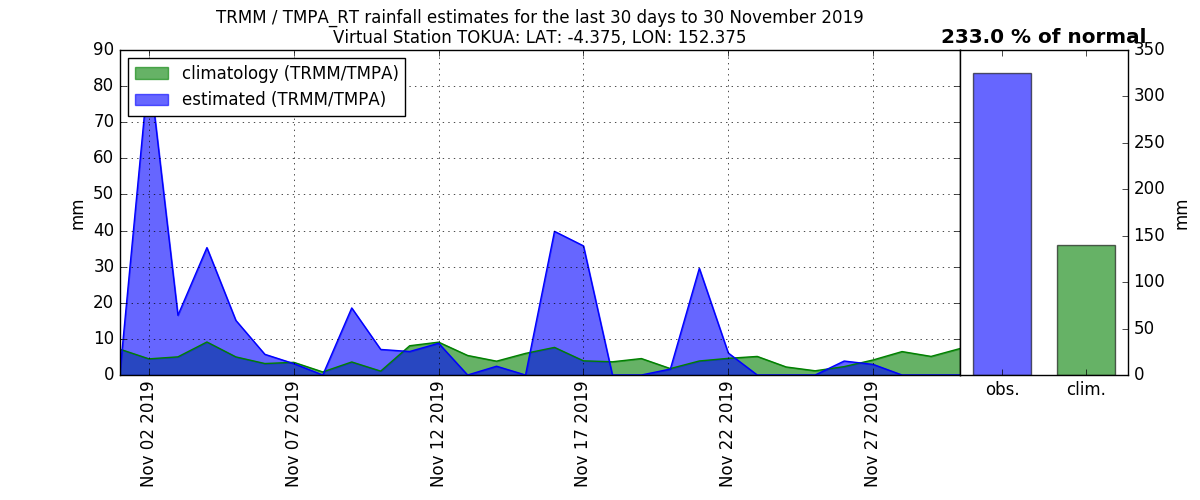 TRMM / TMPA_RT rainfall estimates for the last 30 days to 30 November 2019
Virtual Station TOKUA: LAT: -4.375, LON: 152.375
233.0 % of normal
climatology (TRMM/TMPA)
estimated (TRMM/TMPA)
90
80
70
60
50
40
30
20
10
0
mm
Nov 02 2019
Nov 07 2019
Nov 12 2019
Nov 17 2019
Nov 22 2019
Nov 27 2019
350
300
250
200
150
100
50
0
mm
obs.
clim.